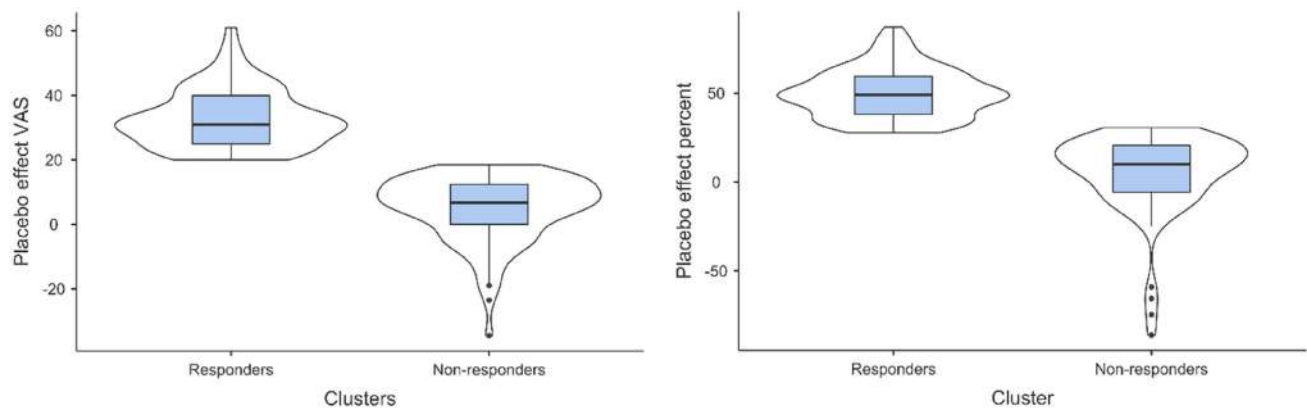 Placebo effect VAS
60
40
20
0
-20
Responders
Non-responders
Clusters
Placebo effect percent
50
0
-50
Responders
Non-responders
Cluster